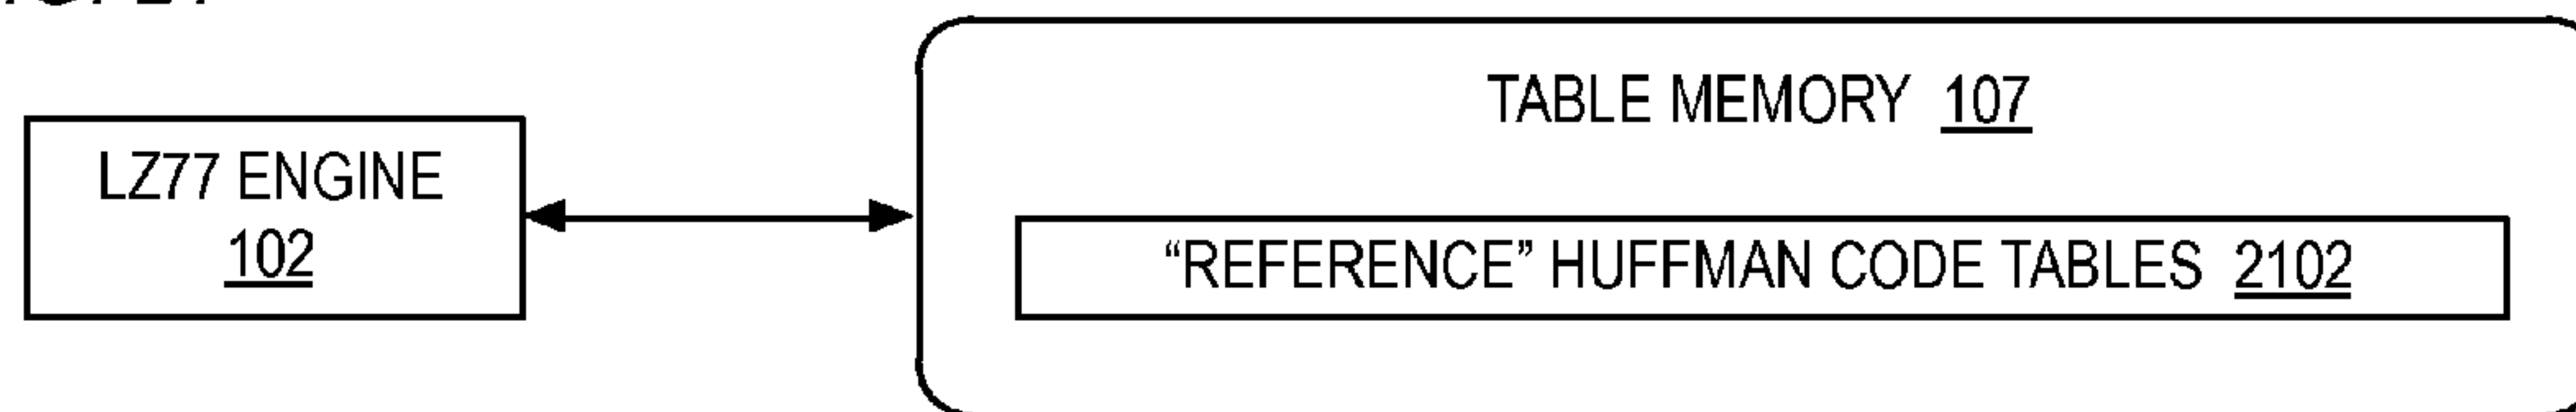 TABLE MEMORY 107
LZ77 ENGINE
102
“REFERENCE” HUFFMAN CODE TABLES 2102